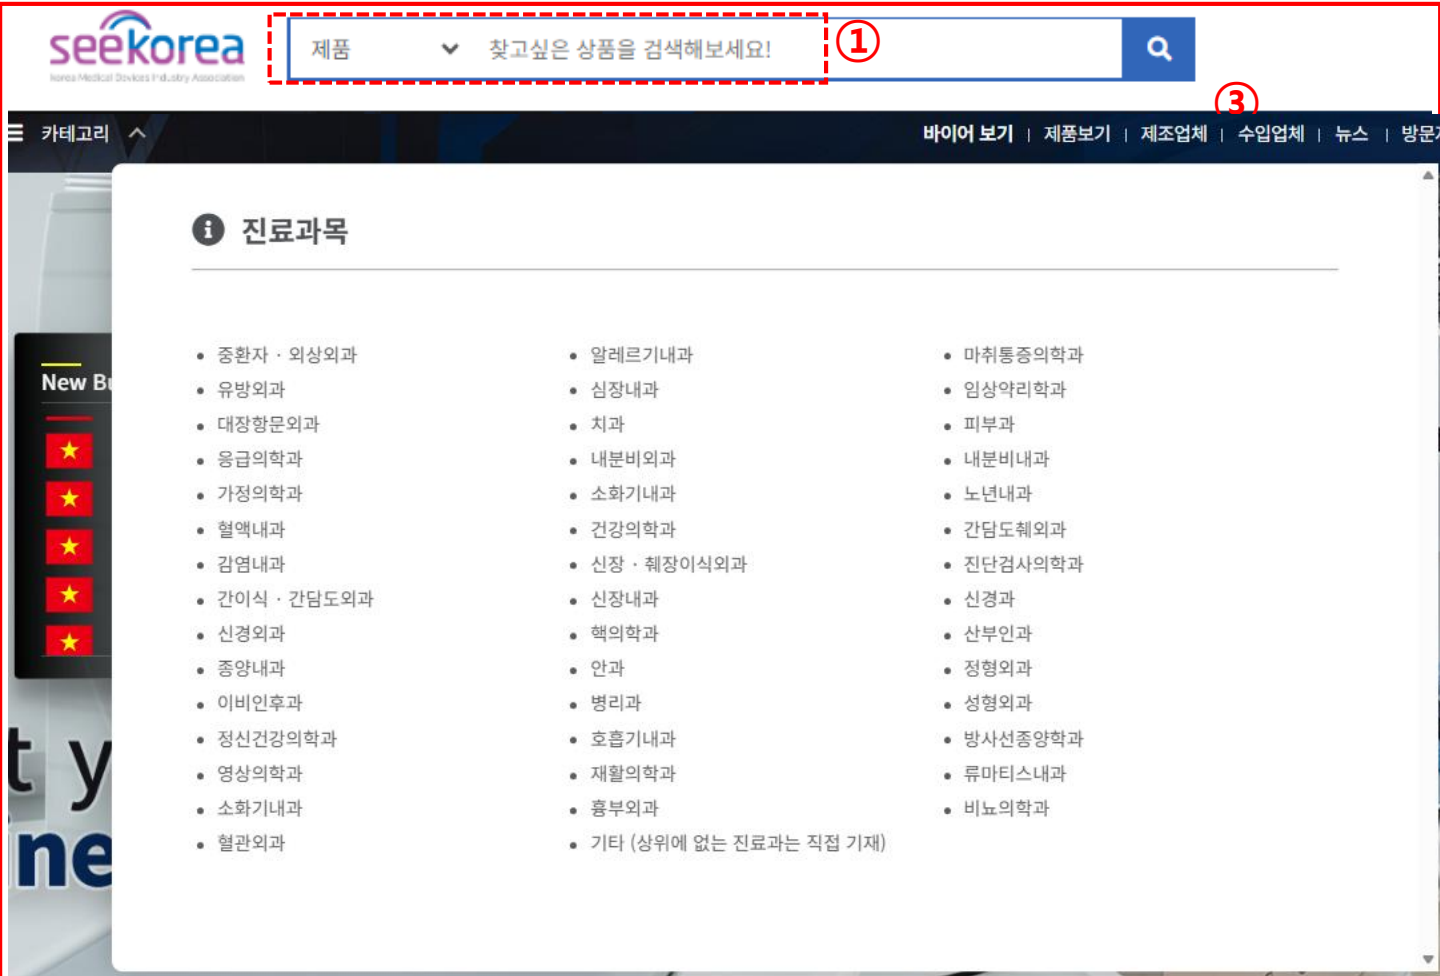 seekorea
Korea Medical Devices Industry Association
제품 찾고싶은 상품을 검색해보세요! ①
③
카테고리 바이어 보기 | 제품보기 | 제조업체 | 수입업체 | 뉴스 | 방문
진료과목
중환자 · 외상외과
알레르기내과
마취통증의학과
유방외과
심장내과
임상약리학과
대장항문외과
치과
피부과
응급의학과
내분비외과
내분비내과
가정의학과
소화기내과
노년내과
혈액내과
건강의학과
간담도췌외과
감염내과
신장 · 췌장이식외과
진단검사의학과
간이식 · 간담도외과
신장내과
신경과
신경외과
핵의학과
산부인과
종양내과
안과
정형외과
이비인후과
병리과
성형외과
정신건강의학과
호흡기내과
방사선종양학과
영상의학과
재활의학과
류마티스내과
소화기내과
흉부외과
비뇨의학과
혈관외과
기타 (상위에 없는 진료과는 직접 기재)
New Bu
t y
ine